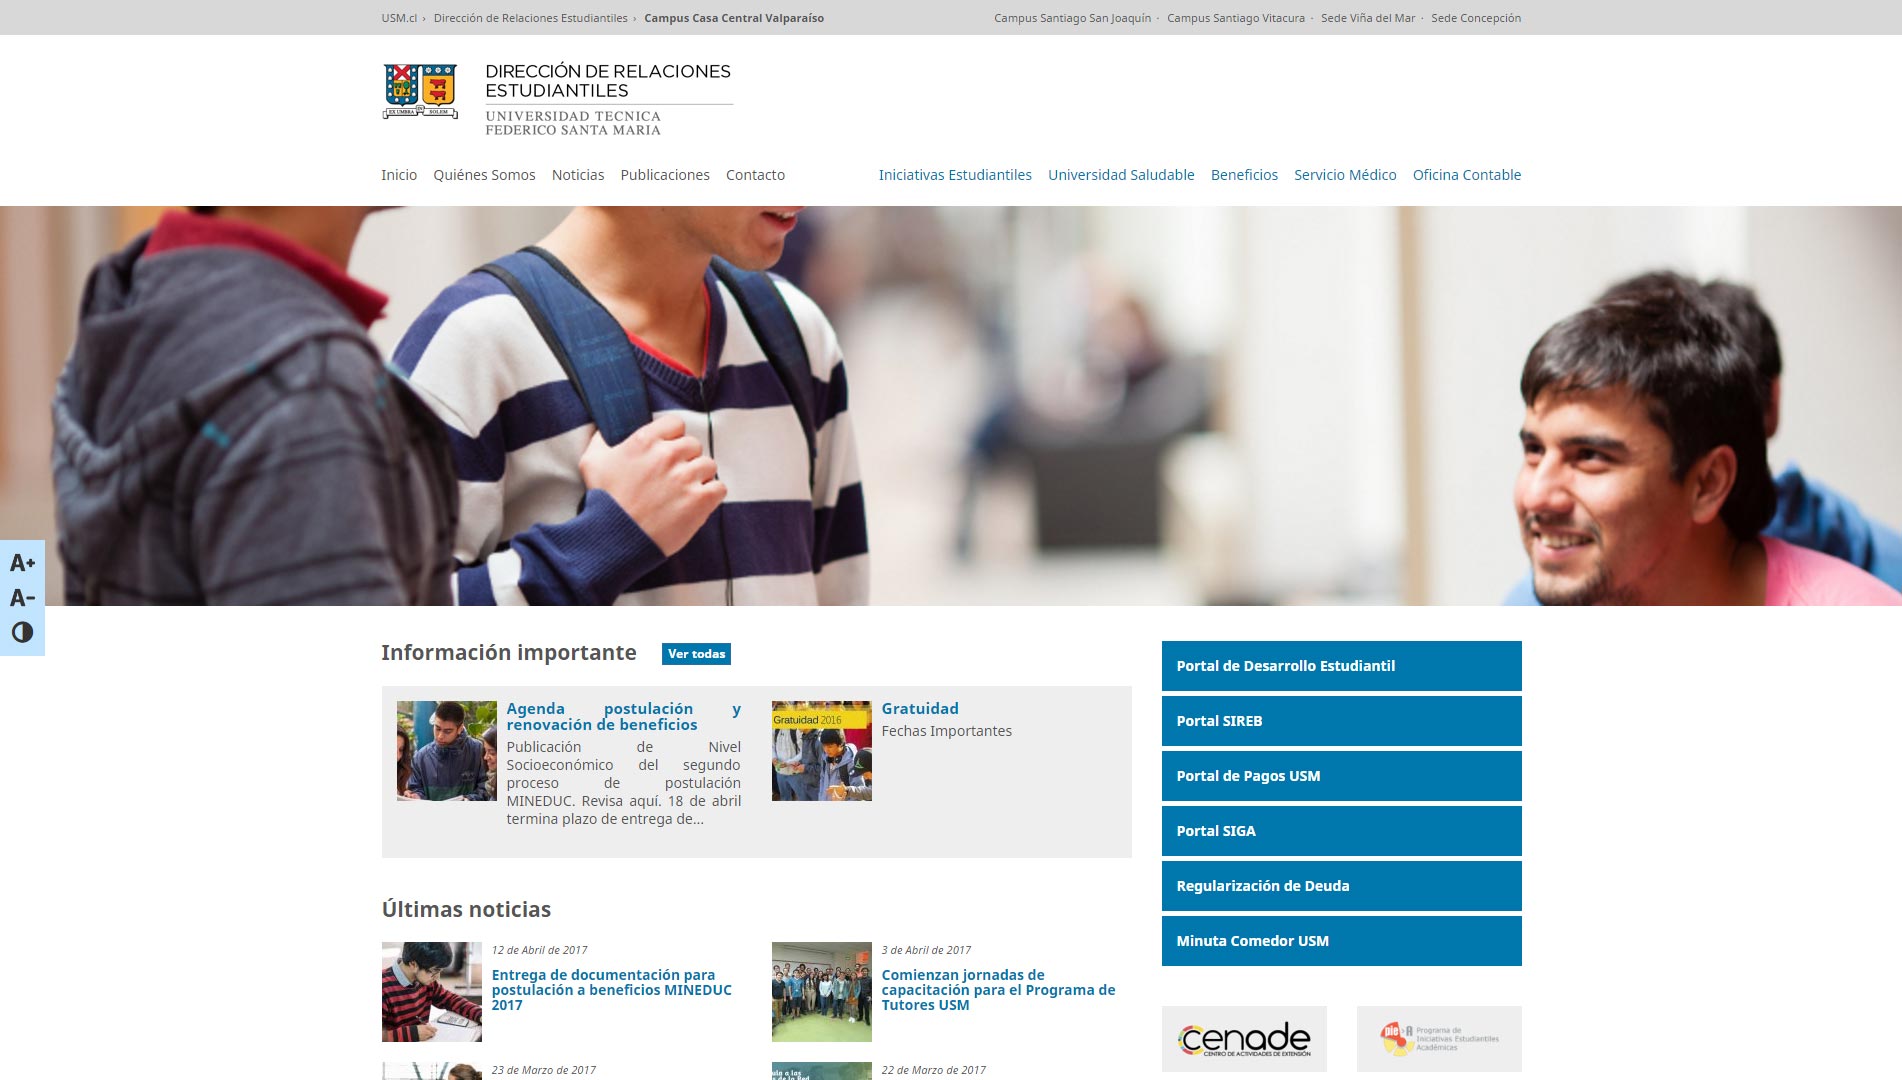 USM.cl › Dirección de Relaciones Estudiantiles › Campus Casa Central Valparaíso
Campus Santiago San Joaquín · Campus Santiago Vitacura · Sede Viña del Mar · Sede Concepción
EX UMBRA IN SOLEM
DIRECCIÓN DE RELACIONES
ESTUDIANTILES
UNIVERSIDAD TECNICA
FEDERICO SANTA MARIA
Inicio Quiénes Somos Noticias Publicaciones Contacto
Iniciativas Estudiantiles Universidad Saludable Beneficios Servicio Médico Oficina Contable
A+
A-
Información importante
Ver todas
Agenda postulación y
renovación de beneficios
Publicación de Nivel
Socioeconómico del segundo
proceso de postulación
MINEDUC. Revisa aquí. 18 de abril
termina plazo de entrega de...
Gratuidad 2016
Gratuidad
Fechas Importantes
Últimas noticias
12 de Abril de 2017
Entrega de documentación para
postulación a beneficios MINEDUC
2017
3 de Abril de 2017
Comienzan jornadas de
capacitación para el Programa de
Tutores USM
23 de Marzo de 2017
22 de Marzo de 2017
Portal de Desarrollo Estudiantil
Portal SIREB
Portal de Pagos USM
Portal SIGA
Regularización de Deuda
Minuta Comedor USM
cenade
CENTRO DE ACTIVIDADES DE EXTENSIÓN
pie>A
Programa de
Iniciativas Estudiantiles
Académicas